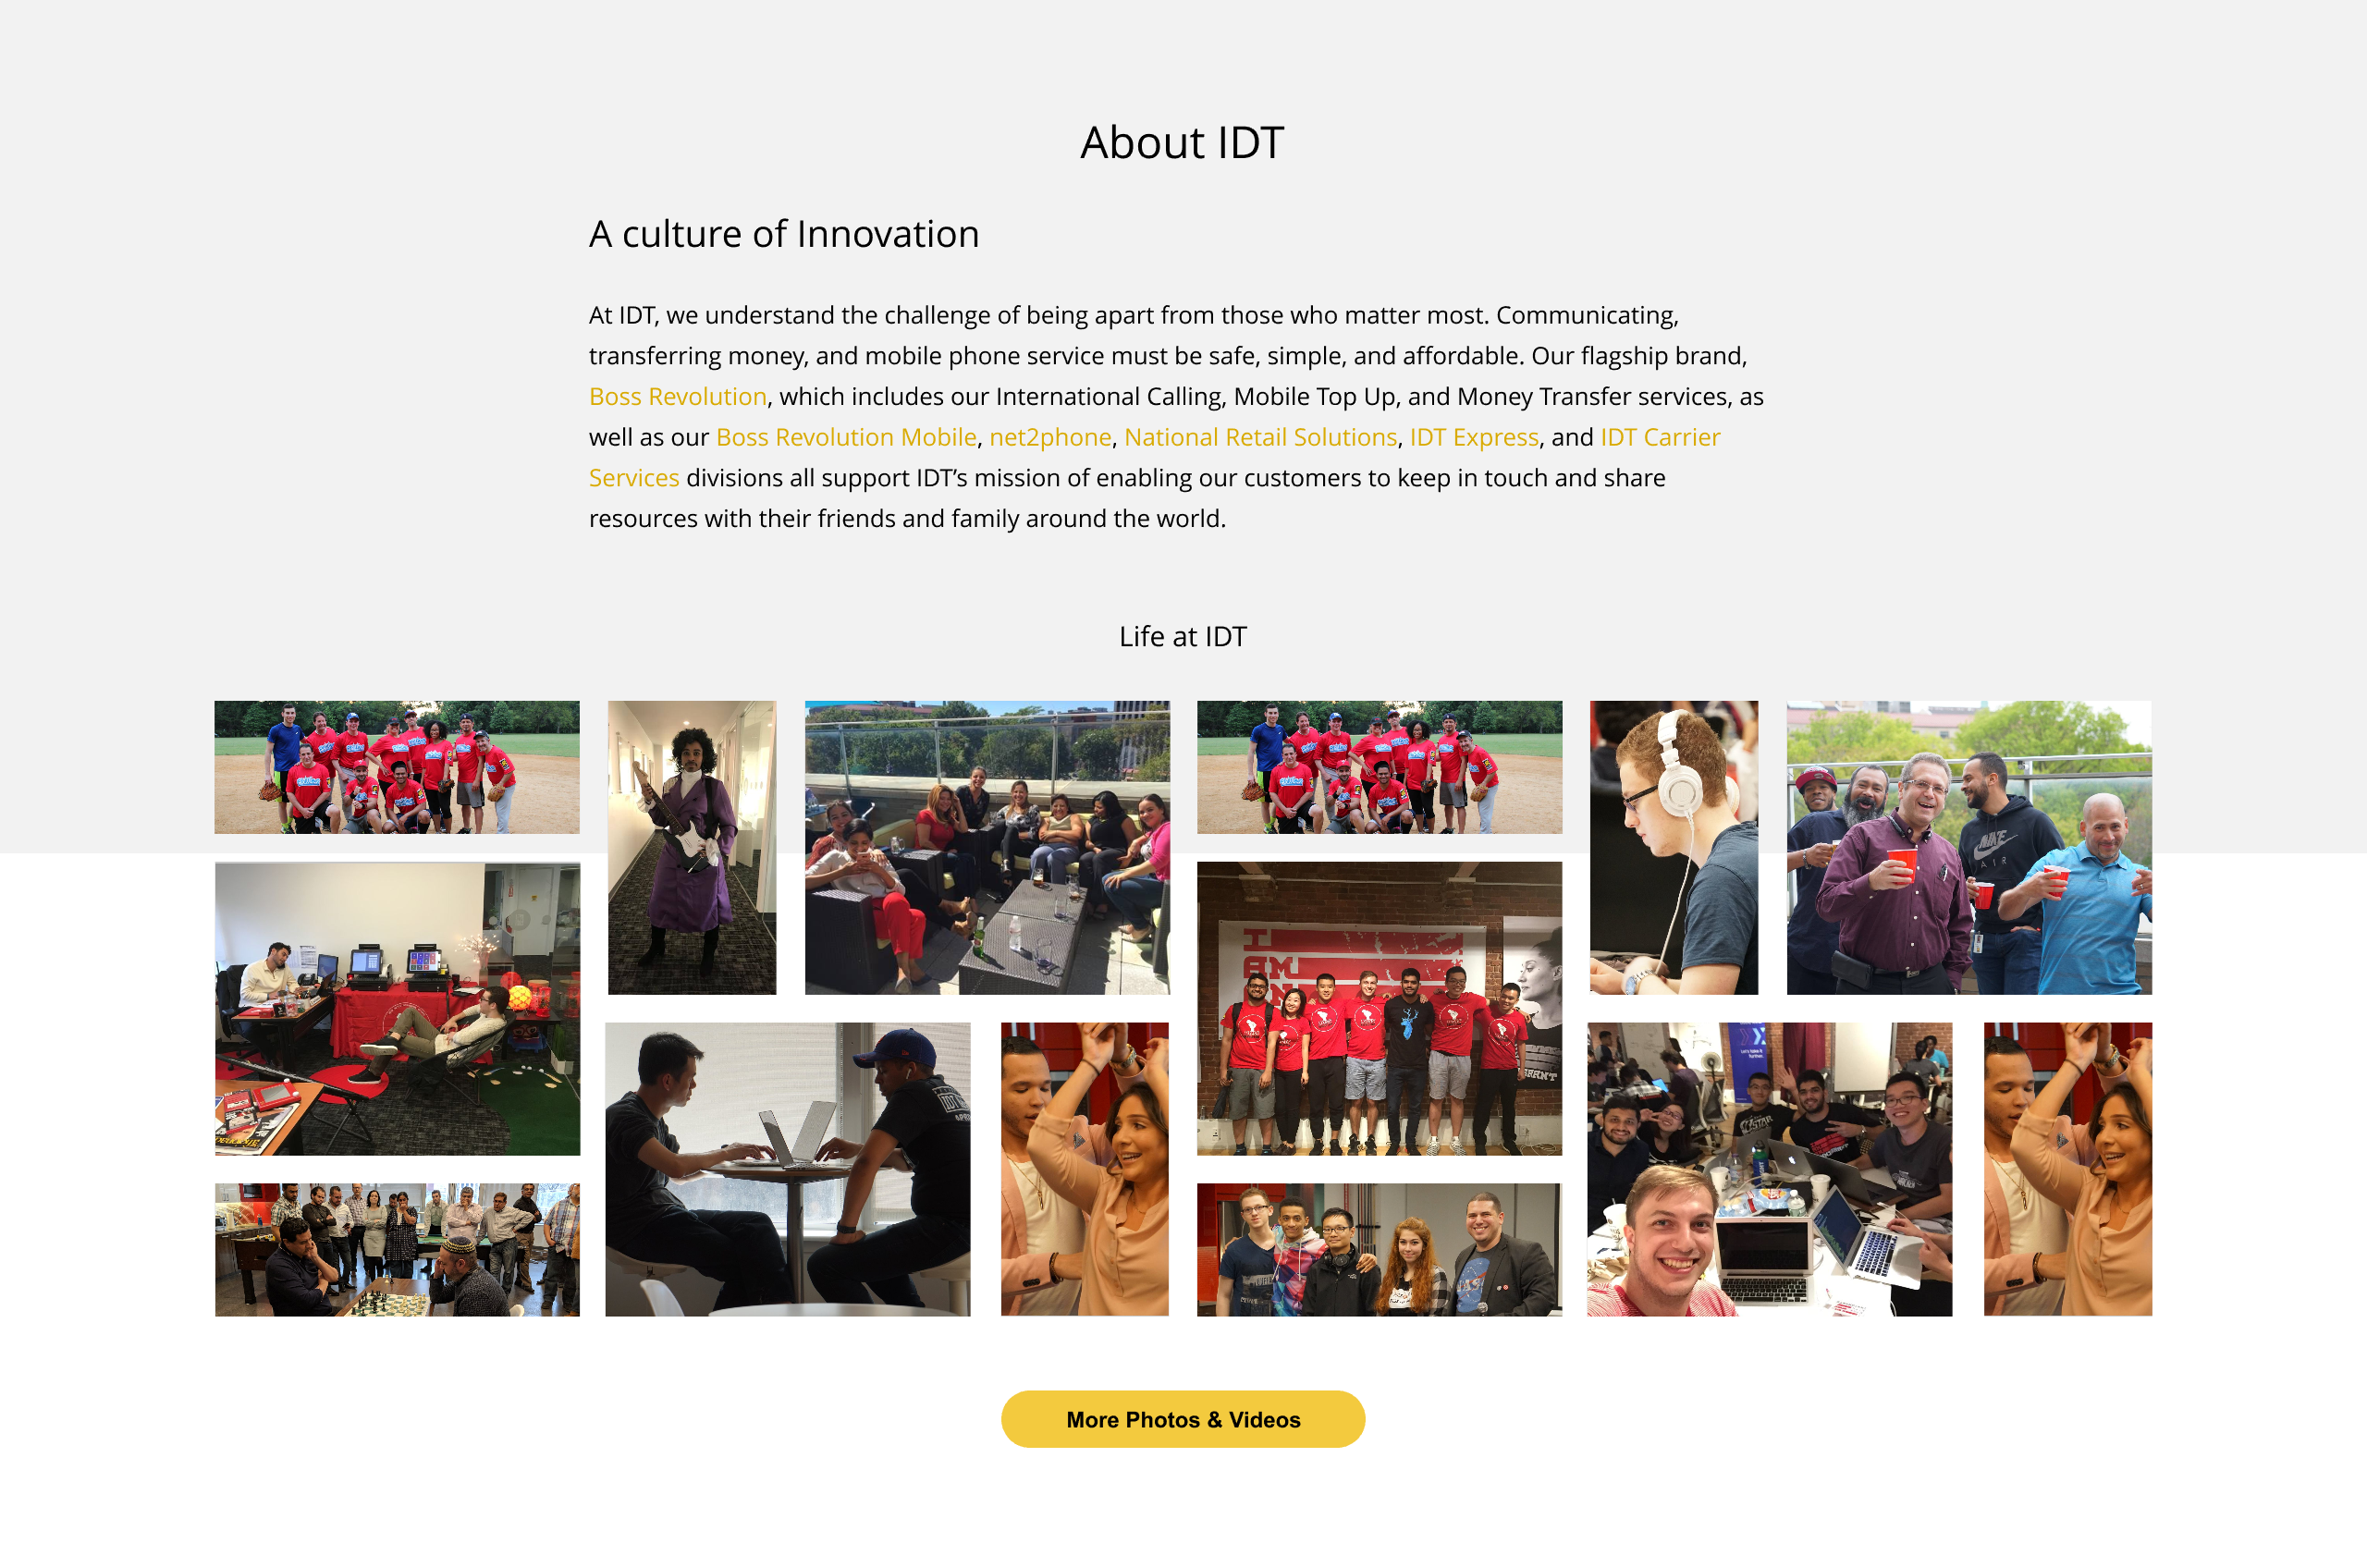 About IDT
A culture of Innovation
At IDT, we understand the challenge of being apart from those who matter most. Communicating,
transferring money, and mobile phone service must be safe, simple, and affordable. Our flagship brand,
Boss Revolution, which includes our International Calling, Mobile Top Up, and Money Transfer services, as
well as our Boss Revolution Mobile, net2phone, National Retail Solutions, IDT Express, and IDT Carrier
Services divisions all support IDT’s mission of enabling our customers to keep in touch and share
resources with their friends and family around the world.
Life at IDT
NIKE
AIR
I
AM
More Photos & Videos